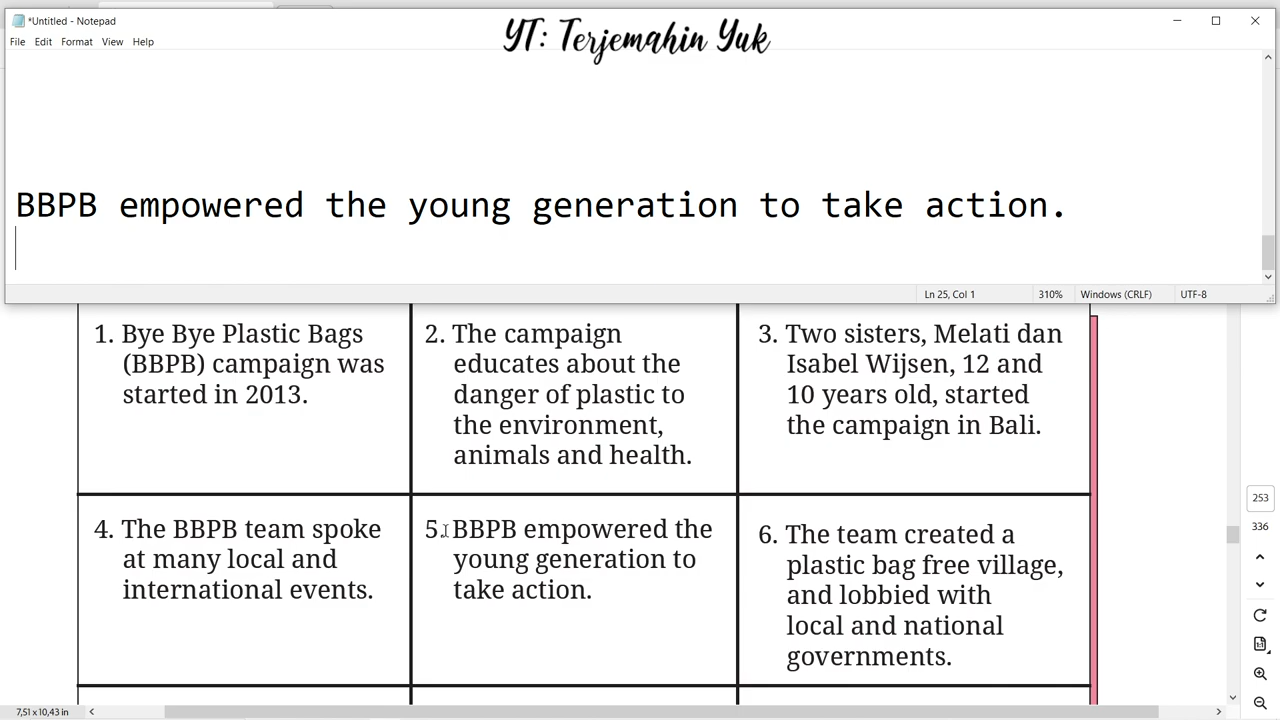 *Untitled - Notepad
YT: Terjemahin Yuk
File Edit Format View Help
BBPB empowered the young generation to take action.
Ln 25, Col 1 310% Windows (CRLF) UTF-8
1. Bye Bye Plastic Bags
(BBPB) campaign was
started in 2013.
2. The campaign
educates about the
danger of plastic to
the environment,
animals and health.
3. Two sisters, Melati dan
Isabel Wijsen, 12 and
10 years old, started
the campaign in Bali.
4. The BBPB team spoke
at many local and
international events.
5. BBPB empowered the
young generation to
take action.
6. The team created a
plastic bag free village,
and lobbied with
local and national
governments.
253
336
7,51 x 10,43 in